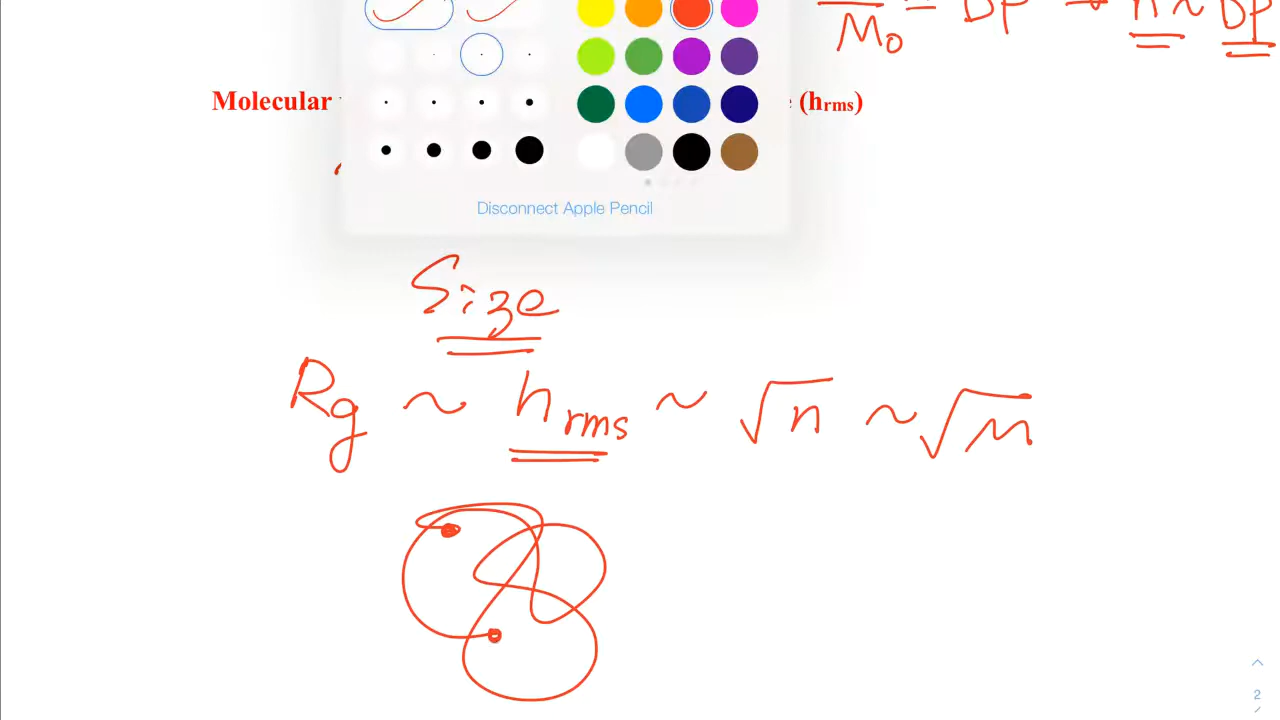 M₀ = DP → n ~ DP
Molecular e (hrms)
Disconnect Apple Pencil
Size
Rg ~ hrms ~ √n ~ √M
2